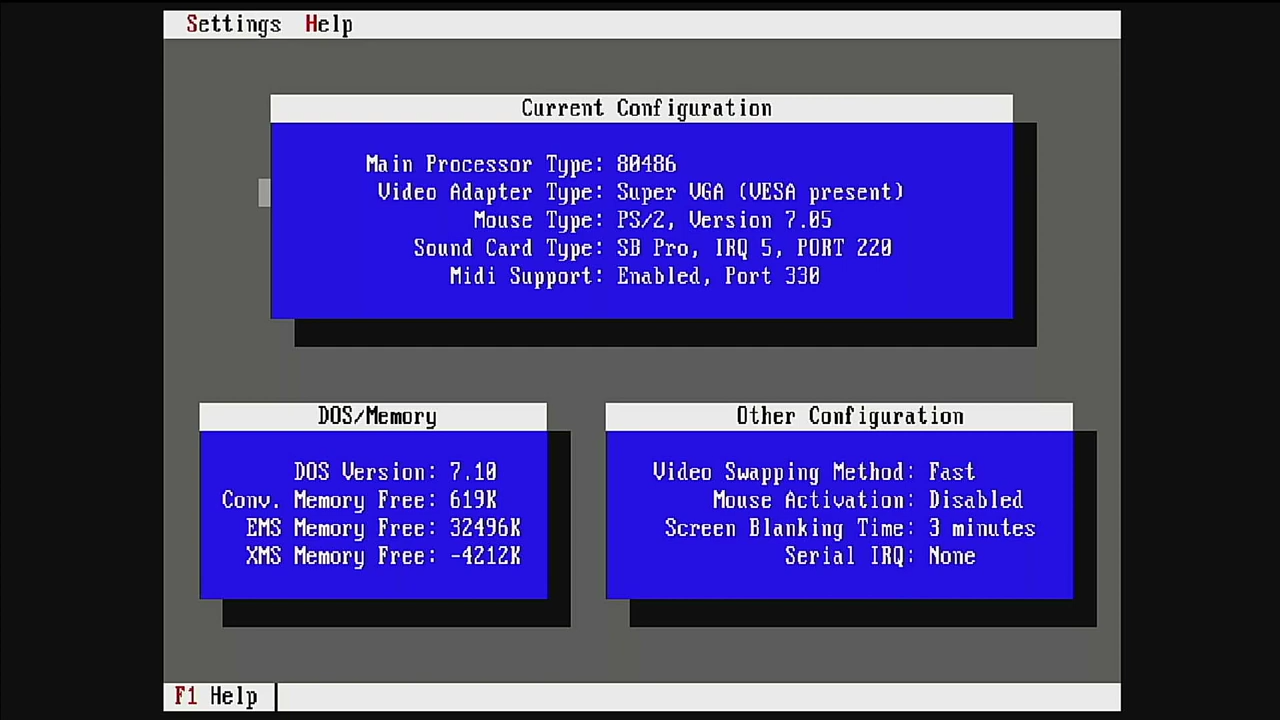 Settings Help
Current Configuration
Main Processor Type: 80486
Video Adapter Type: Super VGA (VESA present)
Mouse Type: PS/2, Version 7.05
Sound Card Type: SB Pro, IRQ 5, PORT 220
Midi Support: Enabled, Port 330
DOS/Memory
DOS Version: 7.10
Conv. Memory Free: 619K
EMS Memory Free: 32496K
XMS Memory Free: -4212K
Other Configuration
Video Swapping Method: Fast
Mouse Activation: Disabled
Screen Blanking Time: 3 minutes
Serial IRQ: None
F1 Help